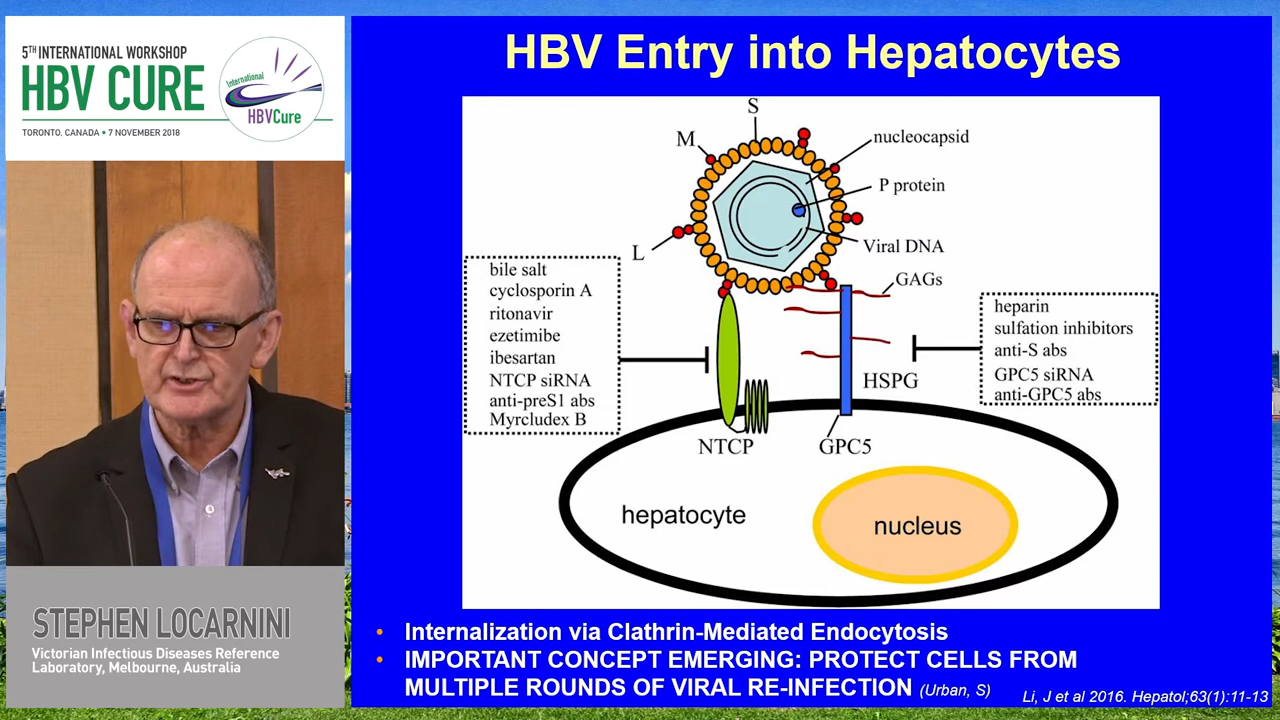 5TH INTERNATIONAL WORKSHOP
HBV CURE
TORONTO. CANADA • 7 NOVEMBER 2018
International
HBVCure
STEPHEN LOCARNINI
Victorian Infectious Diseases Reference
Laboratory, Melbourne, Australia
HBV Entry into Hepatocytes
S
M
L
nucleocapsid
P protein
Viral DNA
GAGs
bile salt
cyclosporin A
ritonavir
ezetimibe
ibesartan
NTCP siRNA
anti-preS1 abs
Myrcludex B
heparin
sulfation inhibitors
anti-S abs
GPC5 siRNA
anti-GPC5 abs
HSPG
NTCP
GPC5
hepatocyte
nucleus
• Internalization via Clathrin-Mediated Endocytosis
• IMPORTANT CONCEPT EMERGING: PROTECT CELLS FROM
MULTIPLE ROUNDS OF VIRAL RE-INFECTION (Urban, S)
Li, J et al 2016. Hepatol;63(1):11-13